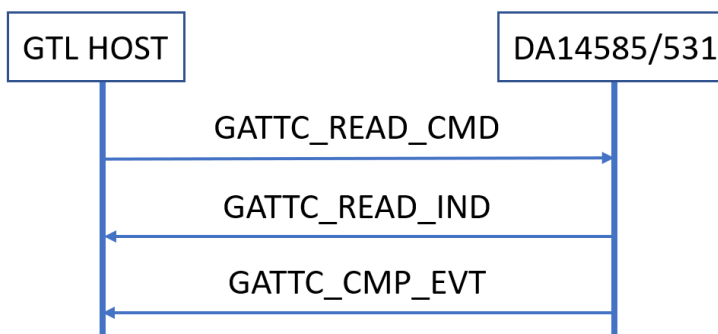 GTL HOST
DA14585/531
GATTC_READ_CMD
GATTC_READ_IND
GATTC_CMP_EVT